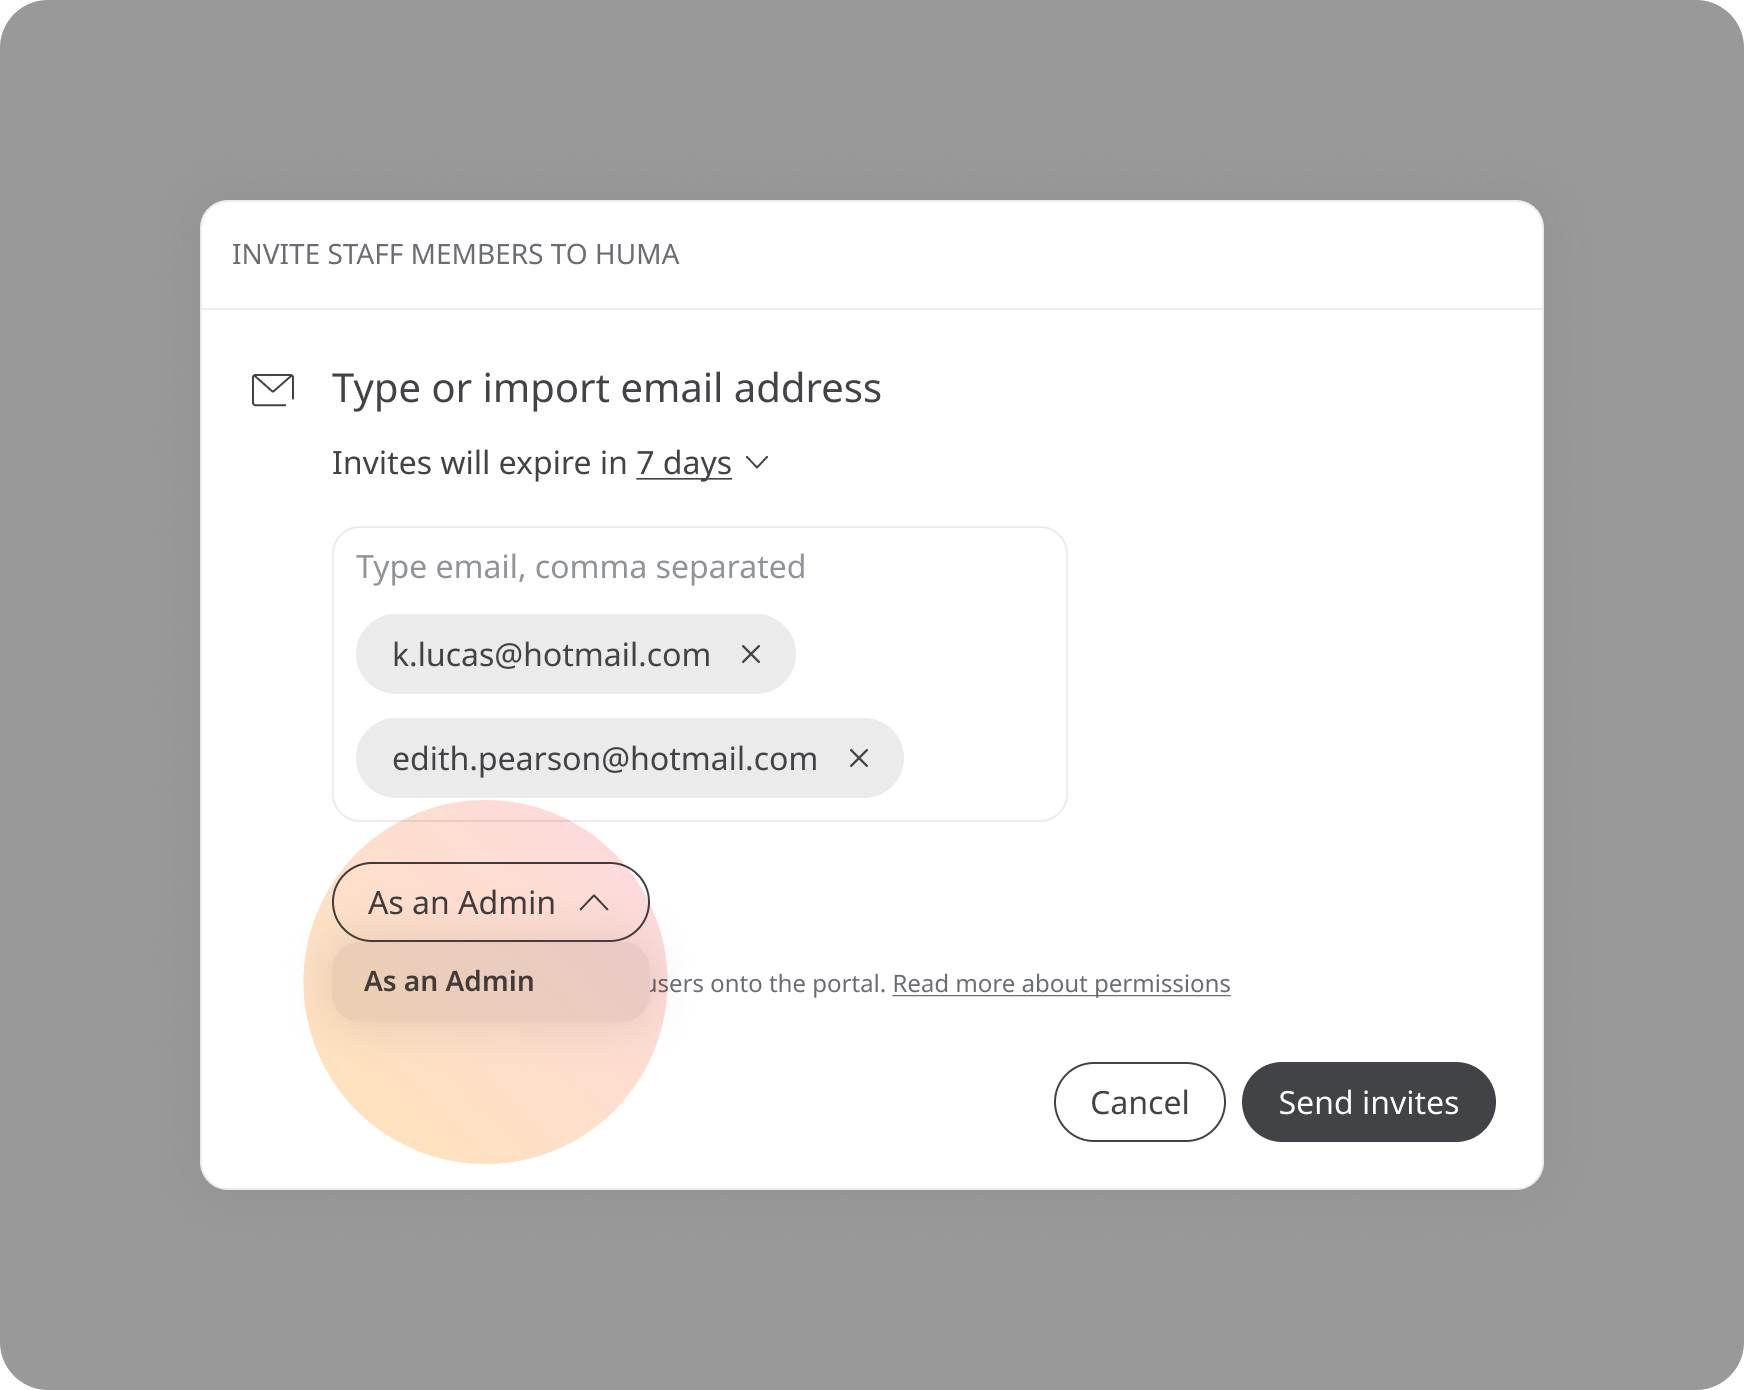 INVITE STAFF MEMBERS TO HUMA
Type or import email address
Invites will expire in 7 days
Type email, comma separated
k.lucas@hotmail.com
edith.pearson@hotmail.com
As an Admin
As an Admin
onto the portal. Read more about permissions
Cancel
Send invites